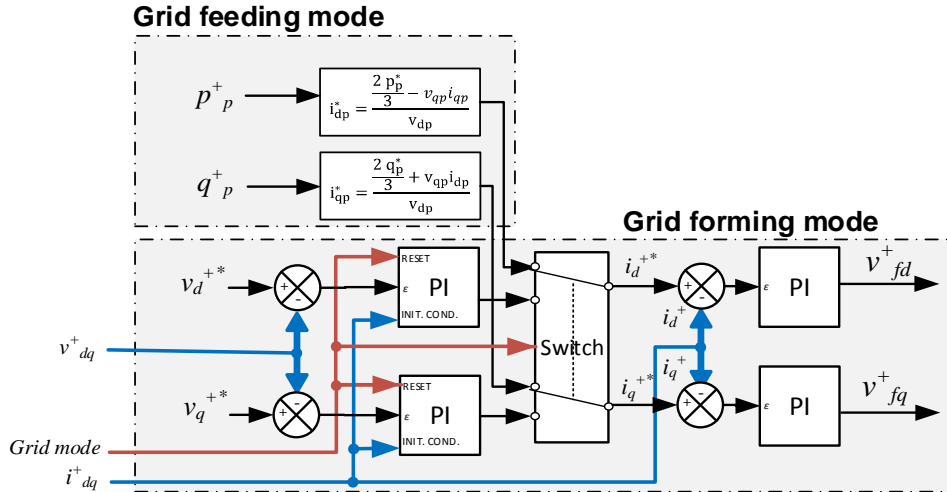 Grid feeding mode
p⁺ₚ
i*dp = (2 p*p / 3 − vqp iqp) / vdp
q⁺ₚ
i*qp = (2 q*p / 3 + vqp idp) / vdp
Grid forming mode
vd⁺*
+ -
RESET
ε PI
INIT. COND.
id⁺*
+ -
ε PI
v⁺fd
v⁺dq
Switch
id⁺
iq⁺
vq⁺*
+ -
RESET
ε PI
INIT. COND.
iq⁺*
+ -
ε PI
v⁺fq
Grid mode
i⁺dq